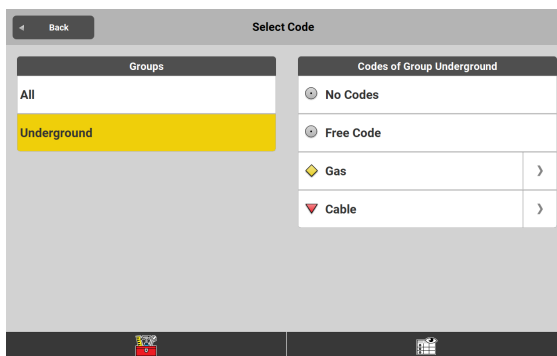 Back
Select Code
Groups
All
Underground
Codes of Group Underground
No Codes
Free Code
Gas
Cable